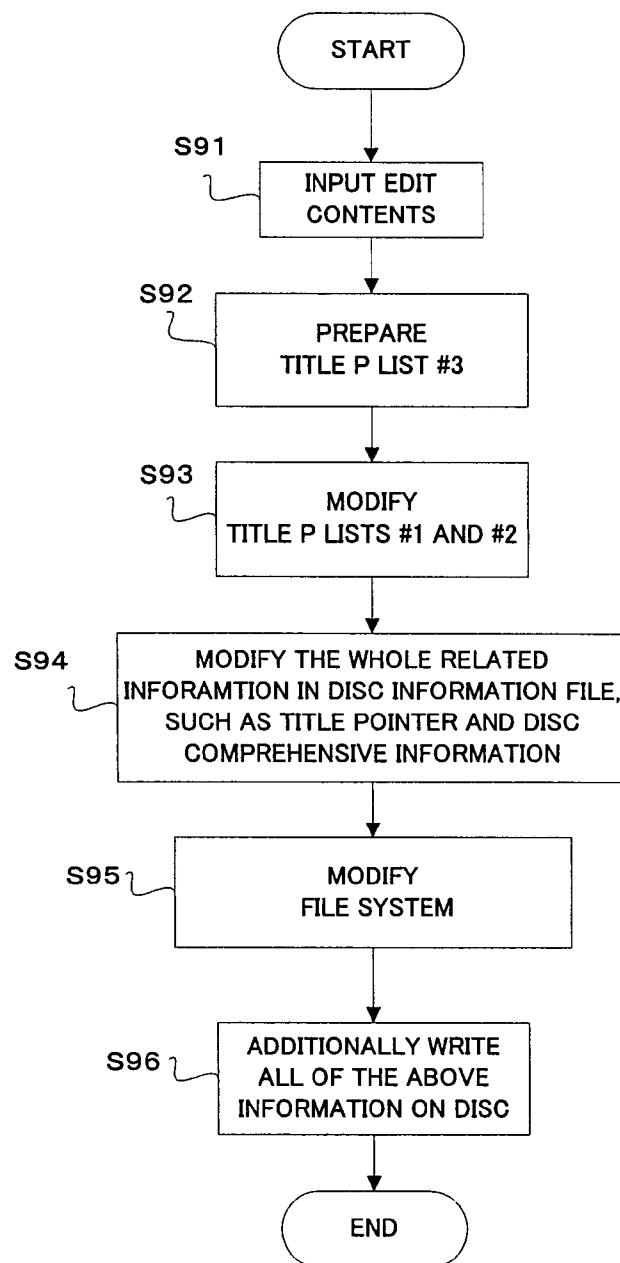 START
S91
INPUT EDIT
CONTENTS
S92
PREPARE
TITLE P LIST #3
S93
MODIFY
TITLE P LISTS #1 AND #2
S94
MODIFY THE WHOLE RELATED
INFORAMTION IN DISC INFORMATION FILE,
SUCH AS TITLE POINTER AND DISC
COMPREHENSIVE INFORMATION
S95
MODIFY
FILE SYSTEM
S96
ADDITIONALLY WRITE
ALL OF THE ABOVE
INFORMATION ON DISC
END